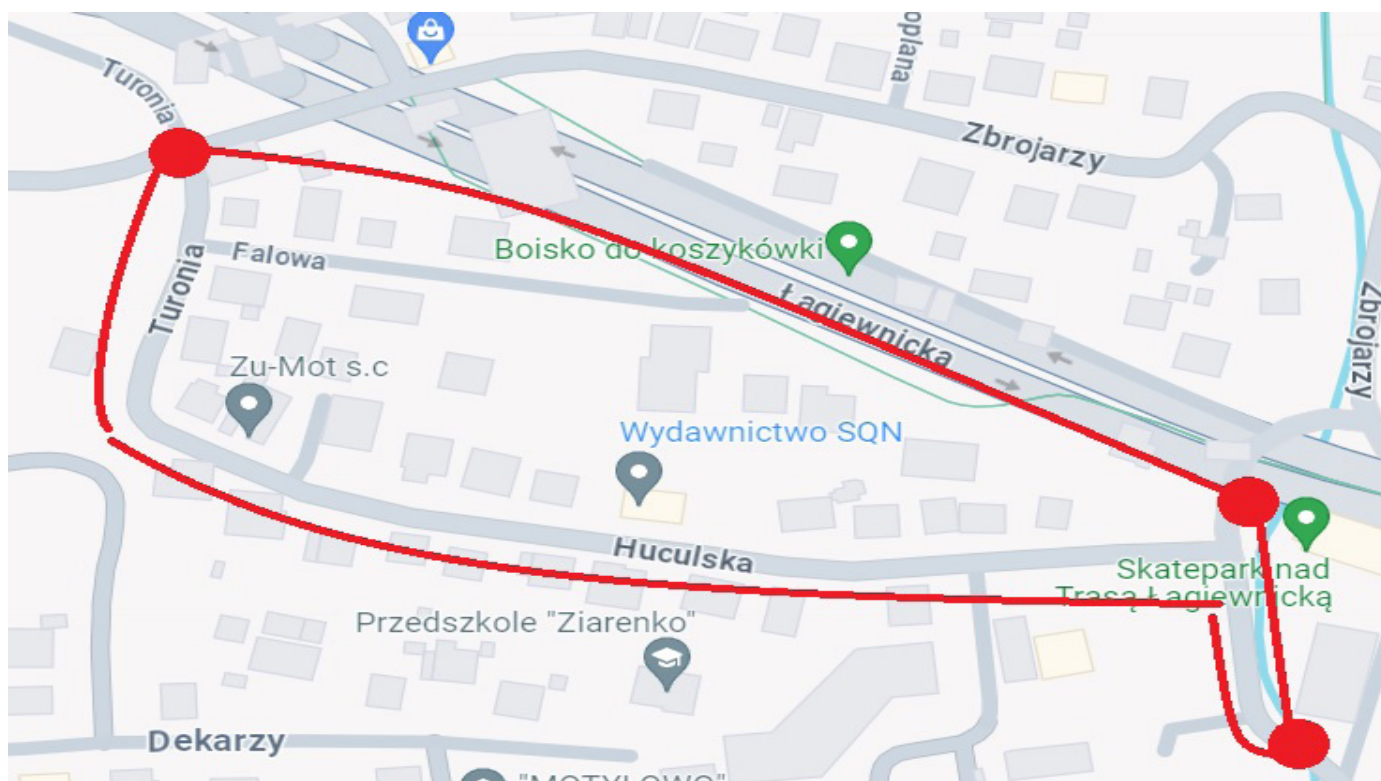 Turonia
oplana
Zbrojarzy
Boisko do koszykówki
Falowa
Łagiewnicka
Turonia
Zbrojarzy
Zu-Mot s.c
Wydawnictwo SQN
Huculska
Skatepark nad
Trasą Łagiewnicką
Przedszkole "Ziarenko"
Dekarzy
"MOTYLOWO"